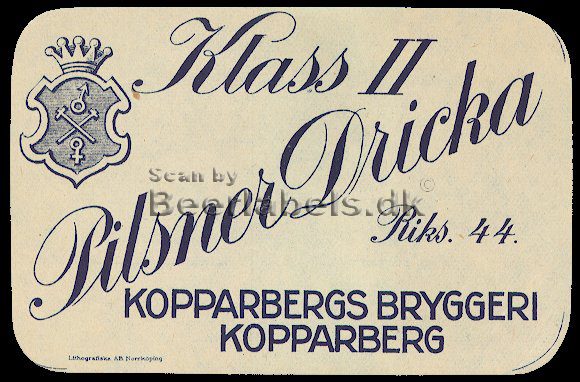 Klass II
Pilsner Dricka
Scan by
Beerlabels.dk
©
Riks. 44.
KOPPARBERGS BRYGGERI
KOPPARBERG
Lithografiska AB. Norrköping